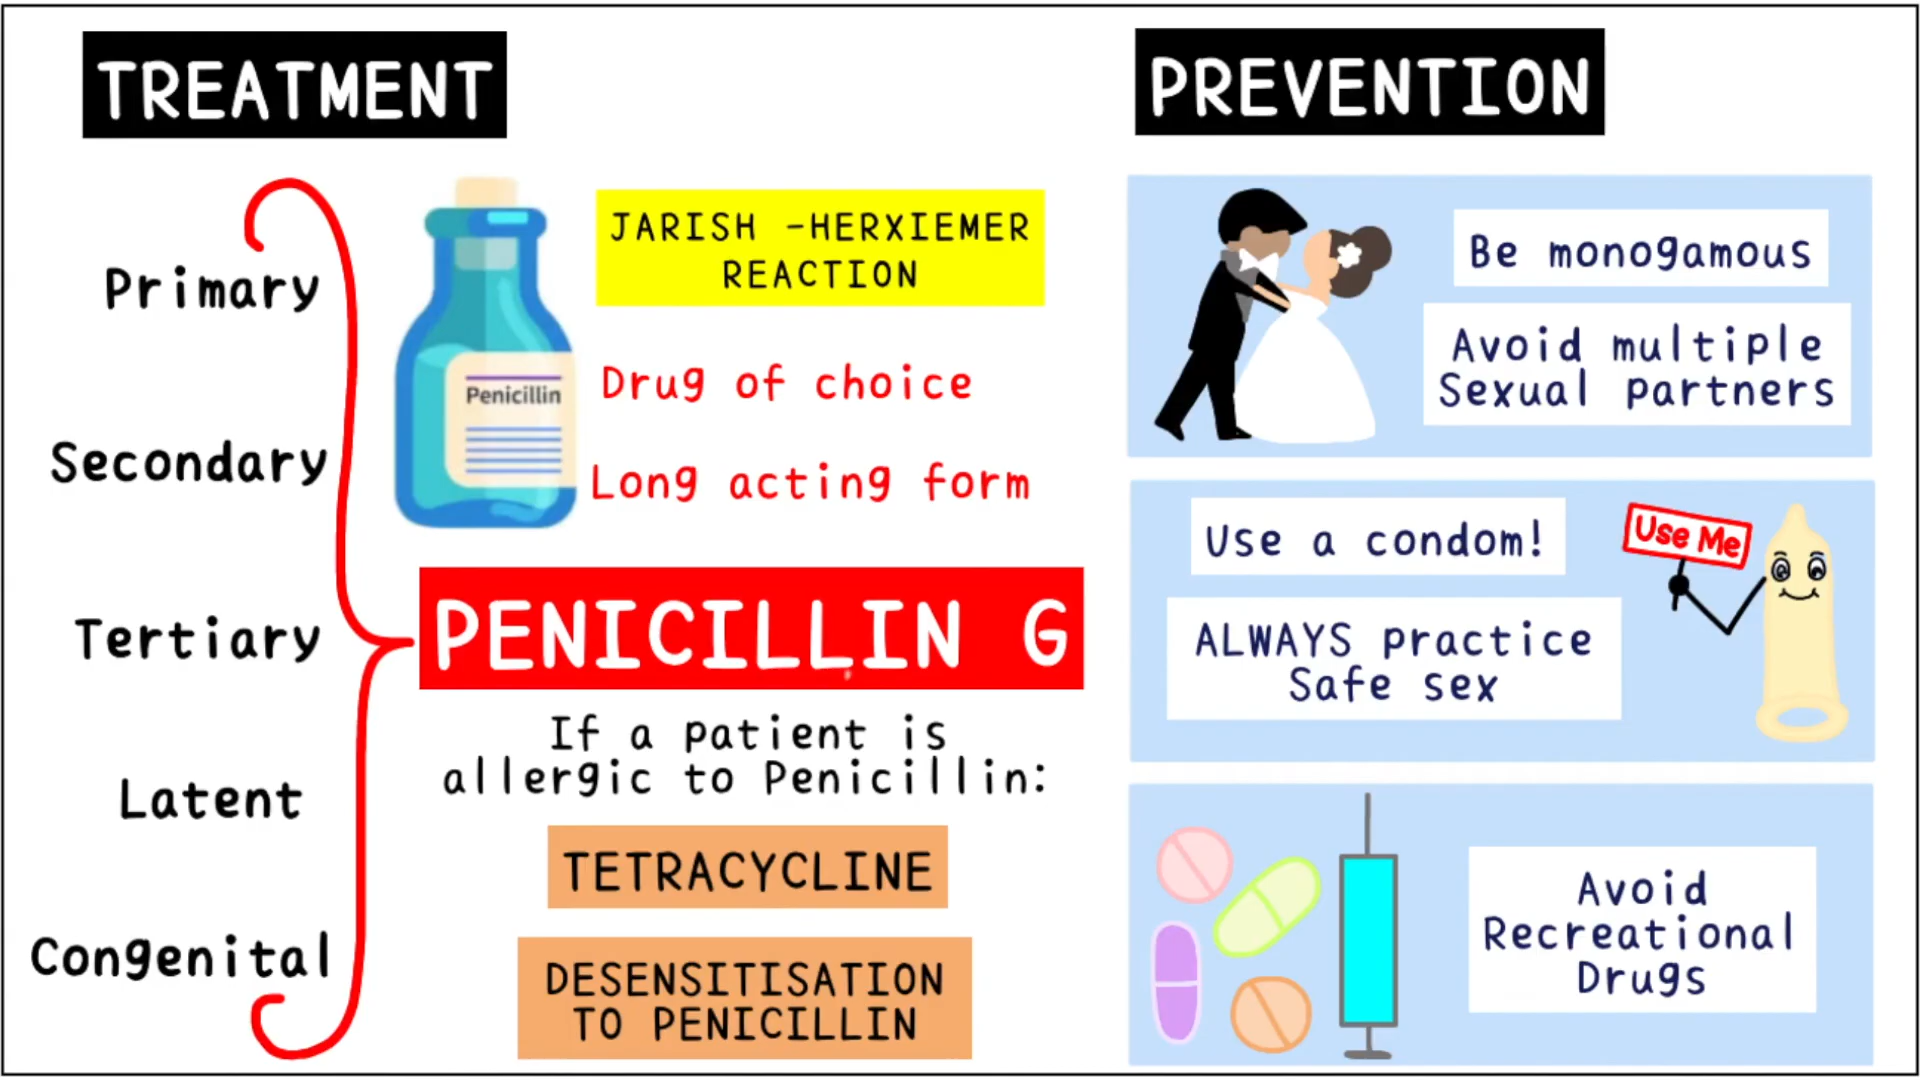 TREATMENT
Primary
Secondary
Tertiary
Latent
Congenital
Penicillin
JARISH -HERXIEMER
REACTION
Drug of choice
Long acting form
PENICILLIN G
If a patient is
allergic to Penicillin:
TETRACYCLINE
DESENSITISATION
TO PENICILLIN
PREVENTION
Be monogamous
Avoid multiple
Sexual partners
Use a condom!
ALWAYS practice
Safe sex
Use Me
Avoid
Recreational
Drugs